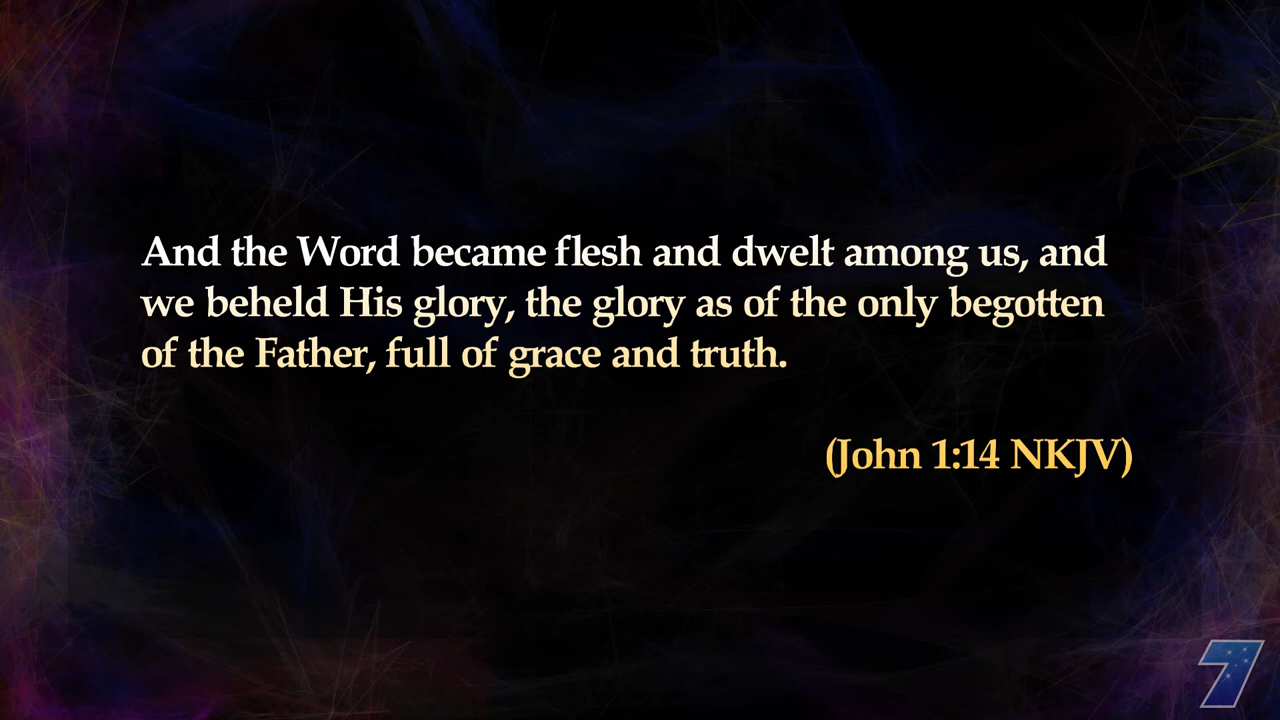 And the Word became flesh and dwelt among us, and
we beheld His glory, the glory as of the only begotten
of the Father, full of grace and truth.
(John 1:14 NKJV)
7